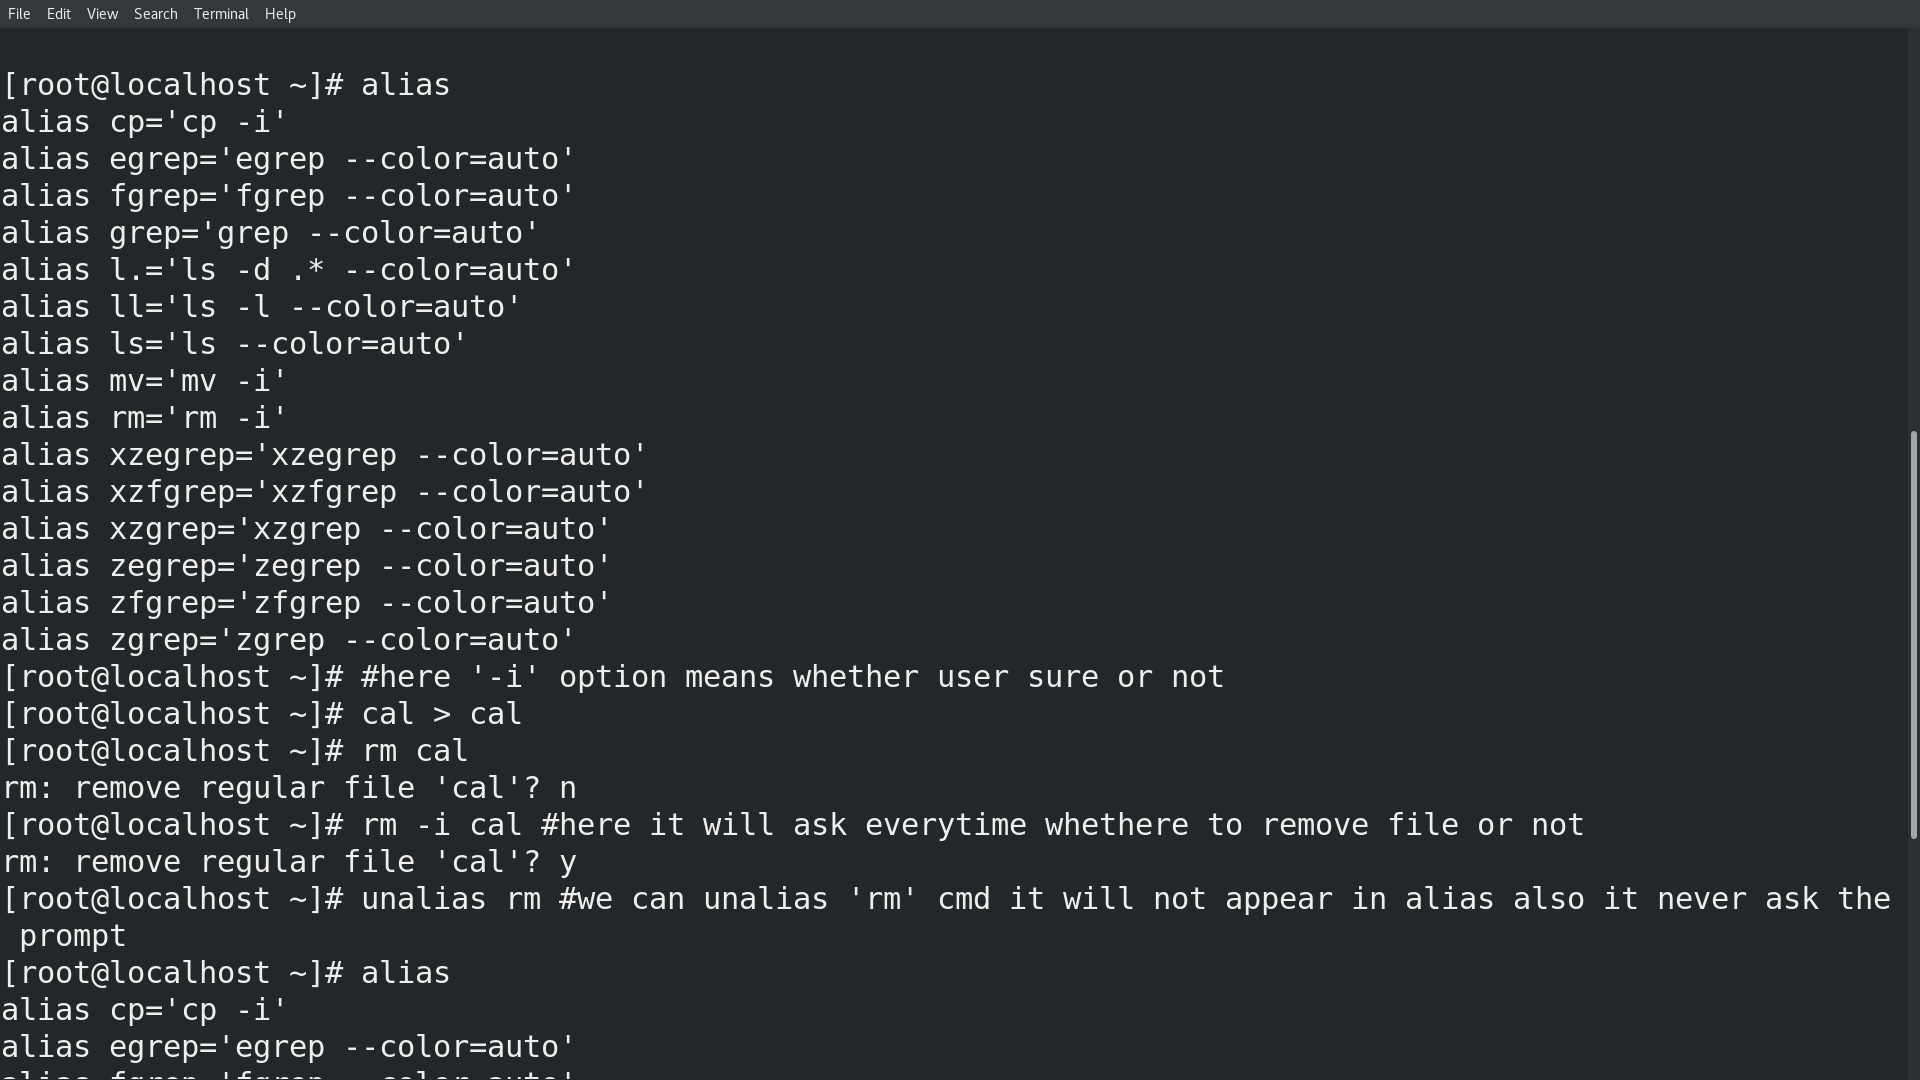 File Edit View Search Terminal Help
[root@localhost ~]# alias
alias cp='cp -i'
alias egrep='egrep --color=auto'
alias fgrep='fgrep --color=auto'
alias grep='grep --color=auto'
alias l.='ls -d .* --color=auto'
alias ll='ls -l --color=auto'
alias ls='ls --color=auto'
alias mv='mv -i'
alias rm='rm -i'
alias xzegrep='xzegrep --color=auto'
alias xzfgrep='xzfgrep --color=auto'
alias xzgrep='xzgrep --color=auto'
alias zegrep='zegrep --color=auto'
alias zfgrep='zfgrep --color=auto'
alias zgrep='zgrep --color=auto'
[root@localhost ~]# #here '-i' option means whether user sure or not
[root@localhost ~]# cal > cal
[root@localhost ~]# rm cal
rm: remove regular file 'cal'? n
[root@localhost ~]# rm -i cal #here it will ask everytime whethere to remove file or not
rm: remove regular file 'cal'? y
[root@localhost ~]# unalias rm #we can unalias 'rm' cmd it will not appear in alias also it never ask the
 prompt
[root@localhost ~]# alias
alias cp='cp -i'
alias egrep='egrep --color=auto'
alias fgrep='fgrep --color=auto'